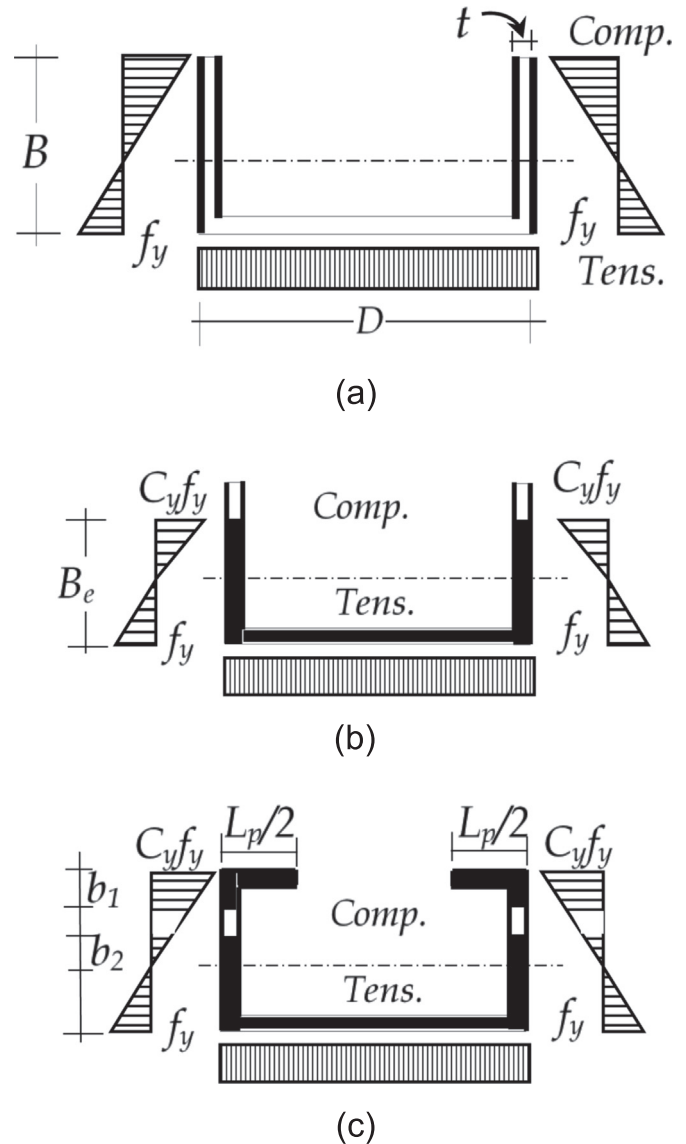 t Comp.
B
f_y f_y
Tens.
D
(a)
C_yf_y C_yf_y
Comp.
B_e
Tens.
f_y f_y
(b)
L_p/2 L_p/2
C_yf_y C_yf_y
b_1
Comp.
b_2
Tens.
f_y f_y
(c)